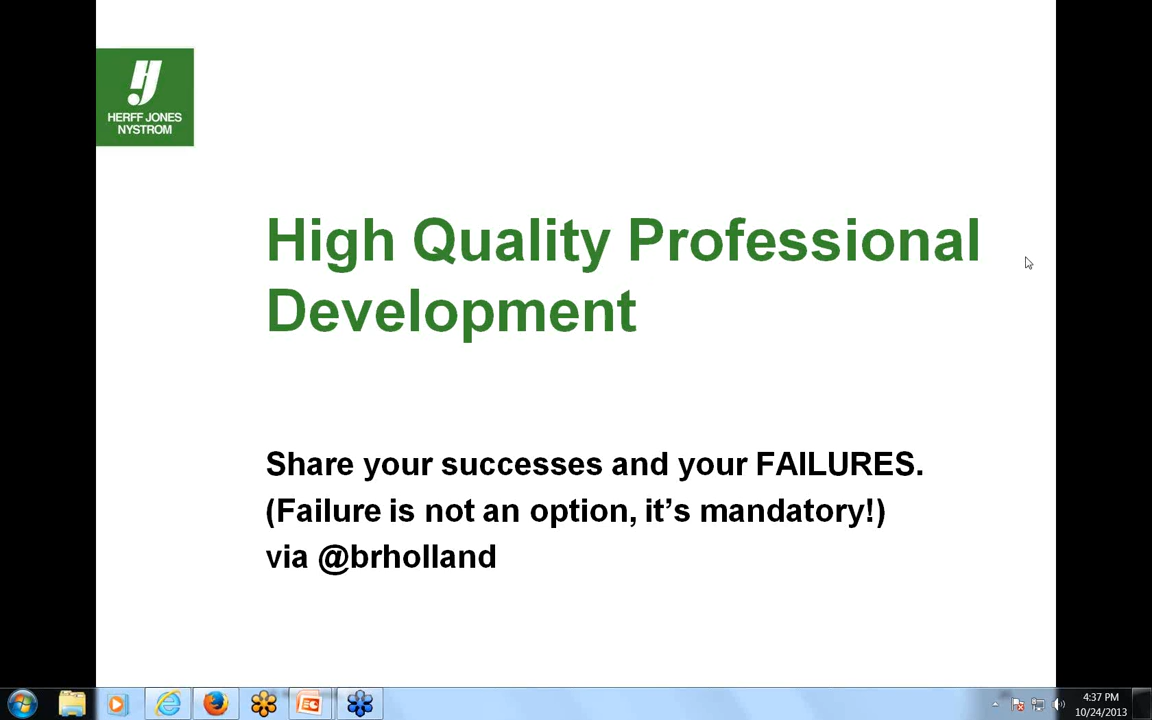 HERFF JONES
NYSTROM
High Quality Professional
Development
Share your successes and your FAILURES.
(Failure is not an option, it’s mandatory!)
via @brholland
4:37 PM
10/24/2013